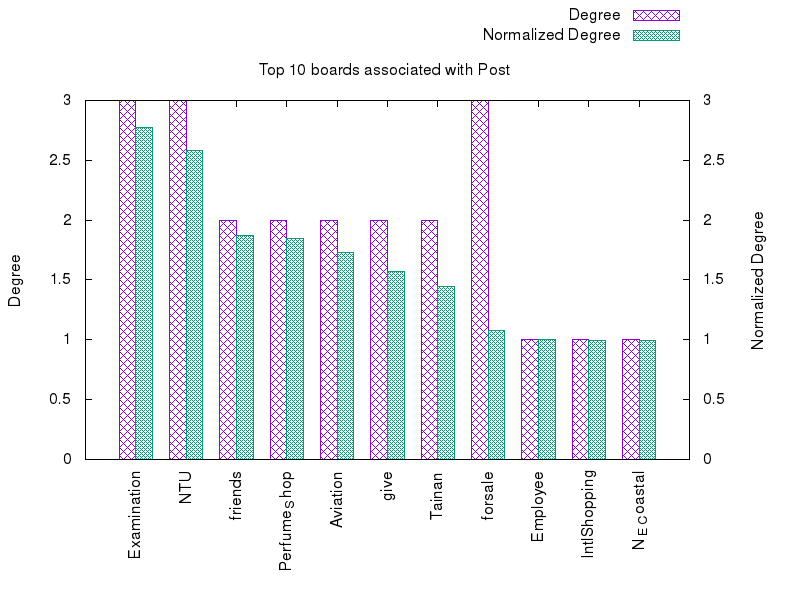 Degree
Normalized Degree
Top 10 boards associated with Post
3 3
2.5 2.5
2 2
1.5 1.5
1 1
0.5 0.5
0 0
Degree
Normalized Degree
Examination
NTU
friends
PerfumeShop
Aviation
give
Tainan
forsale
Employee
IntlShopping
NECoastal